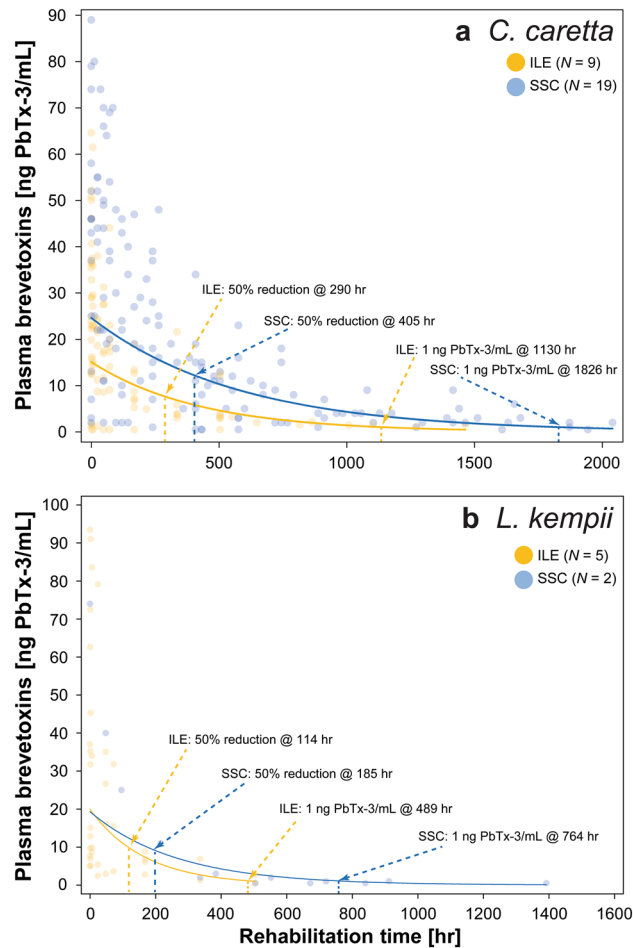 a C. caretta
ILE (N = 9)
SSC (N = 19)
Plasma brevetoxins [ng PbTx-3/mL]
90
80
70
60
50
40
30
20
10
0
ILE: 50% reduction @ 290 hr
SSC: 50% reduction @ 405 hr
ILE: 1 ng PbTx-3/mL @ 1130 hr
SSC: 1 ng PbTx-3/mL @ 1826 hr
0 500 1000 1500 2000
b L. kempii
ILE (N = 5)
SSC (N = 2)
Plasma brevetoxins [ng PbTx-3/mL]
100
90
80
70
60
50
40
30
20
10
0
ILE: 50% reduction @ 114 hr
SSC: 50% reduction @ 185 hr
ILE: 1 ng PbTx-3/mL @ 489 hr
SSC: 1 ng PbTx-3/mL @ 764 hr
0 200 400 600 800 1000 1200 1400 1600
Rehabilitation time [hr]